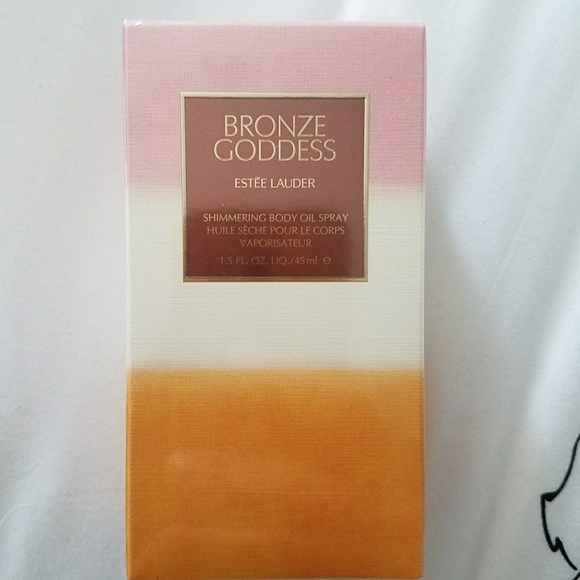 BRONZE
GODDESS
ESTĒE LAUDER
SHIMMERING BODY OIL SPRAY
HUILE SÈCHE POUR LE CORPS
VAPORISATEUR
1.5 FL. OZ. LIQ./45ml ℮